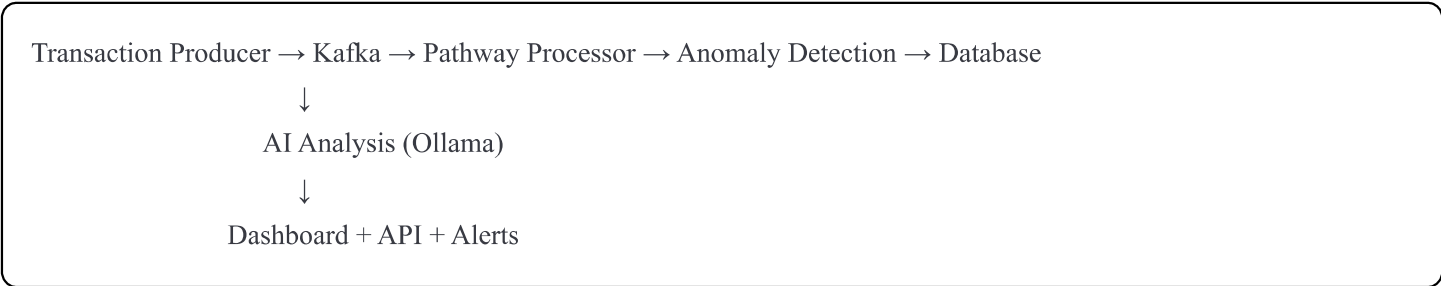 Transaction Producer → Kafka → Pathway Processor → Anomaly Detection → Database
↓
AI Analysis (Ollama)
↓
Dashboard + API + Alerts